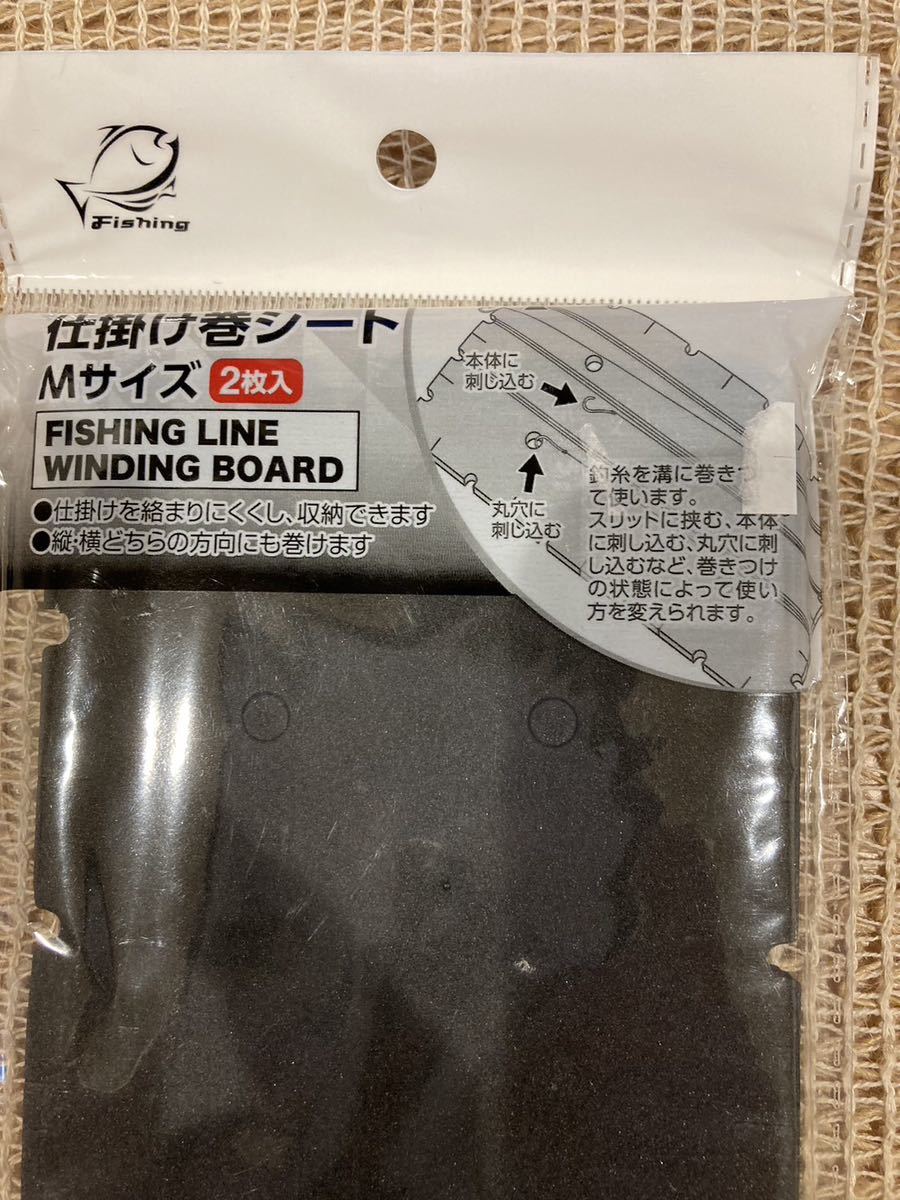 Fishing
仕掛け巻シート
Mサイズ 2枚入
FISHING LINE
WINDING BOARD
●仕掛けを絡まりにくくし、収納できます
●縦・横どちらの方向にも巻けます
本体に
刺し込む
丸穴に
刺し込む
釣糸を溝に巻きつ
て使います。
スリットに挟む、本体
に刺し込む、丸穴に刺
し込むなど、巻きつけ
の状態によって使い
方を変えられます。